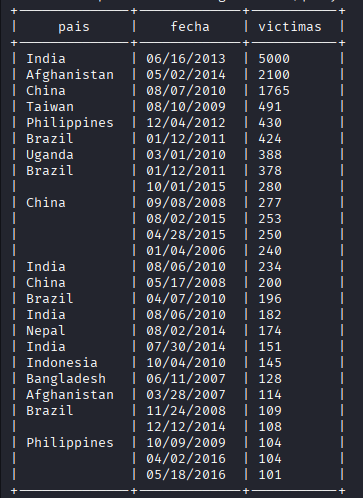 pais | fecha | victimas
India | 06/16/2013 | 5000
Afghanistan | 05/02/2014 | 2100
China | 08/07/2010 | 1765
Taiwan | 08/10/2009 | 491
Philippines | 12/04/2012 | 430
Brazil | 01/12/2011 | 424
Uganda | 03/01/2010 | 388
Brazil | 01/12/2011 | 378
| 10/01/2015 | 280
China | 09/08/2008 | 277
| 08/02/2015 | 253
| 04/28/2015 | 250
| 01/04/2006 | 240
India | 08/06/2010 | 234
China | 05/17/2008 | 200
Brazil | 04/07/2010 | 196
India | 08/06/2010 | 182
Nepal | 08/02/2014 | 174
India | 07/30/2014 | 151
Indonesia | 10/04/2010 | 145
Bangladesh | 06/11/2007 | 128
Afghanistan | 03/28/2007 | 114
Brazil | 11/24/2008 | 109
| 12/12/2014 | 108
Philippines | 10/09/2009 | 104
| 04/02/2016 | 104
| 05/18/2016 | 101